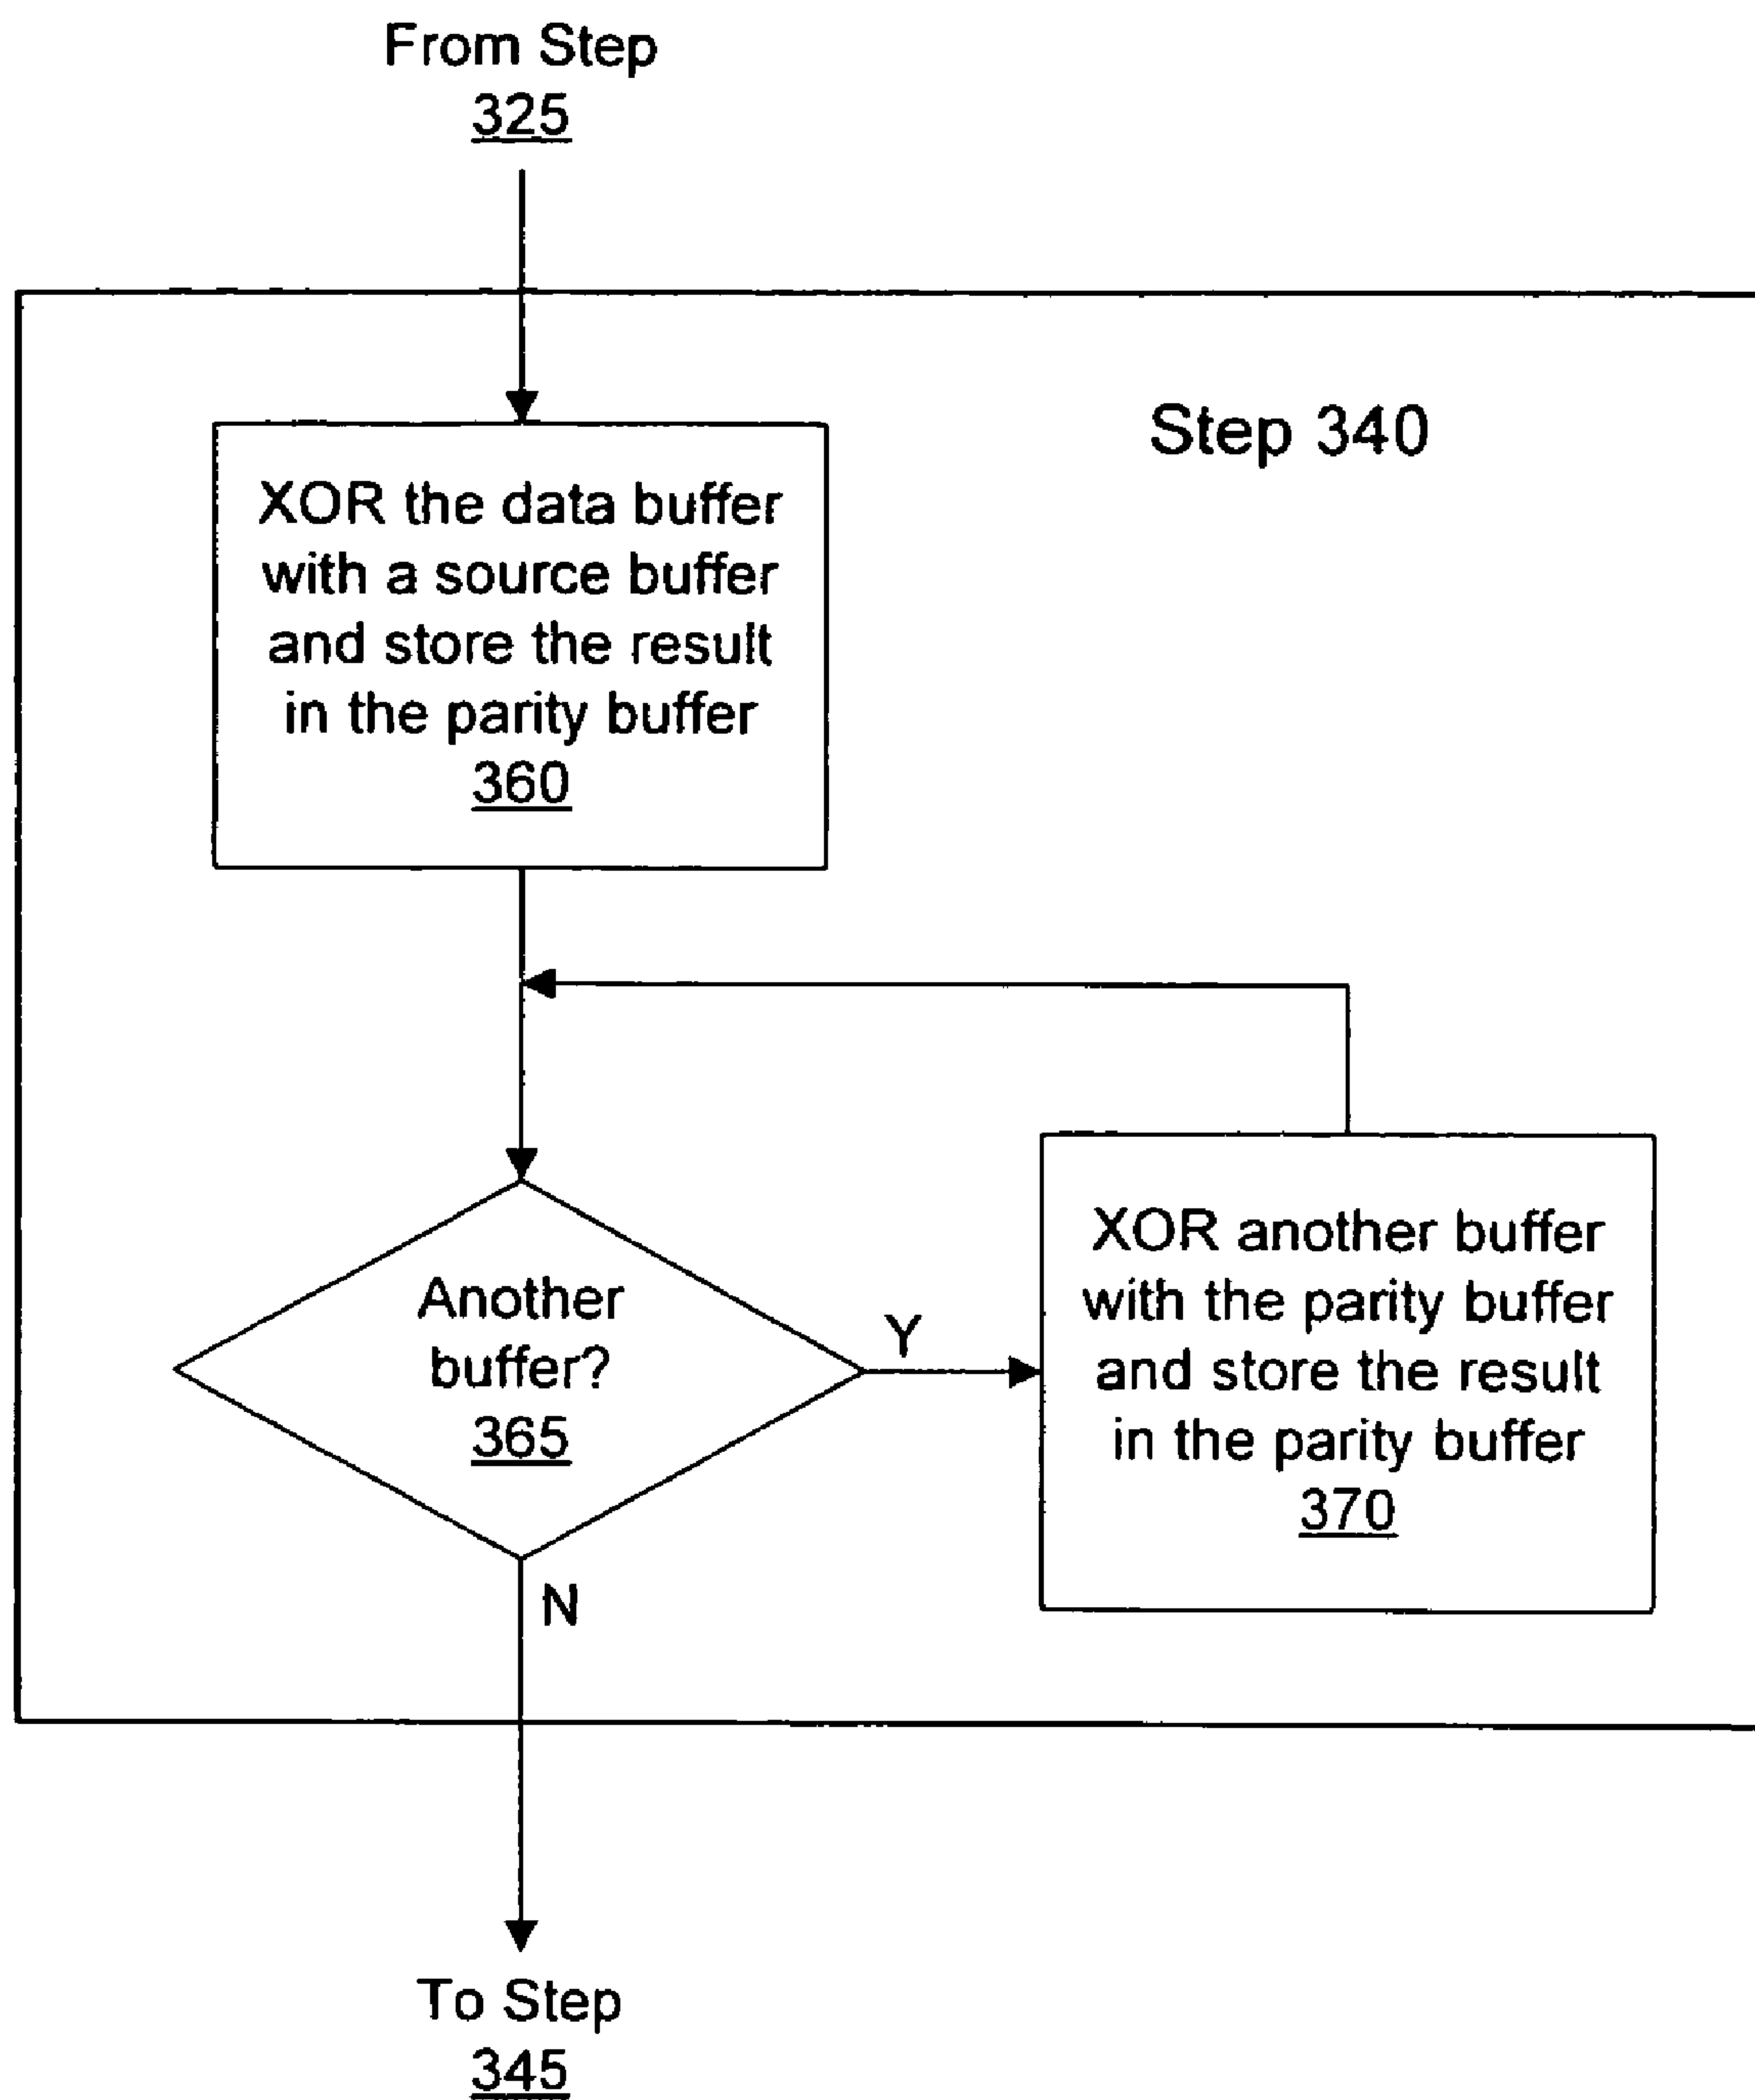 From Step
325
Step 340
XOR the data buffer
with a source buffer
and store the result
in the parity buffer
360
Another
buffer?
365
Y
N
XOR another buffer
with the parity buffer
and store the result
in the parity buffer
370
To Step
345